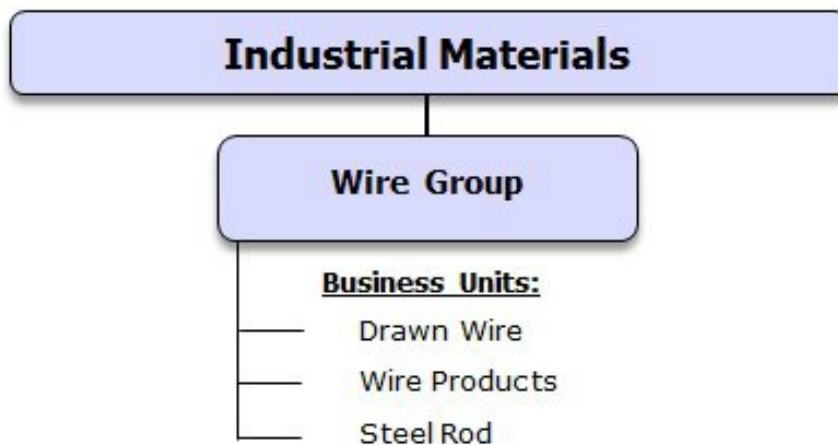 Industrial Materials
Wire Group
Business Units:
Drawn Wire
Wire Products
Steel Rod